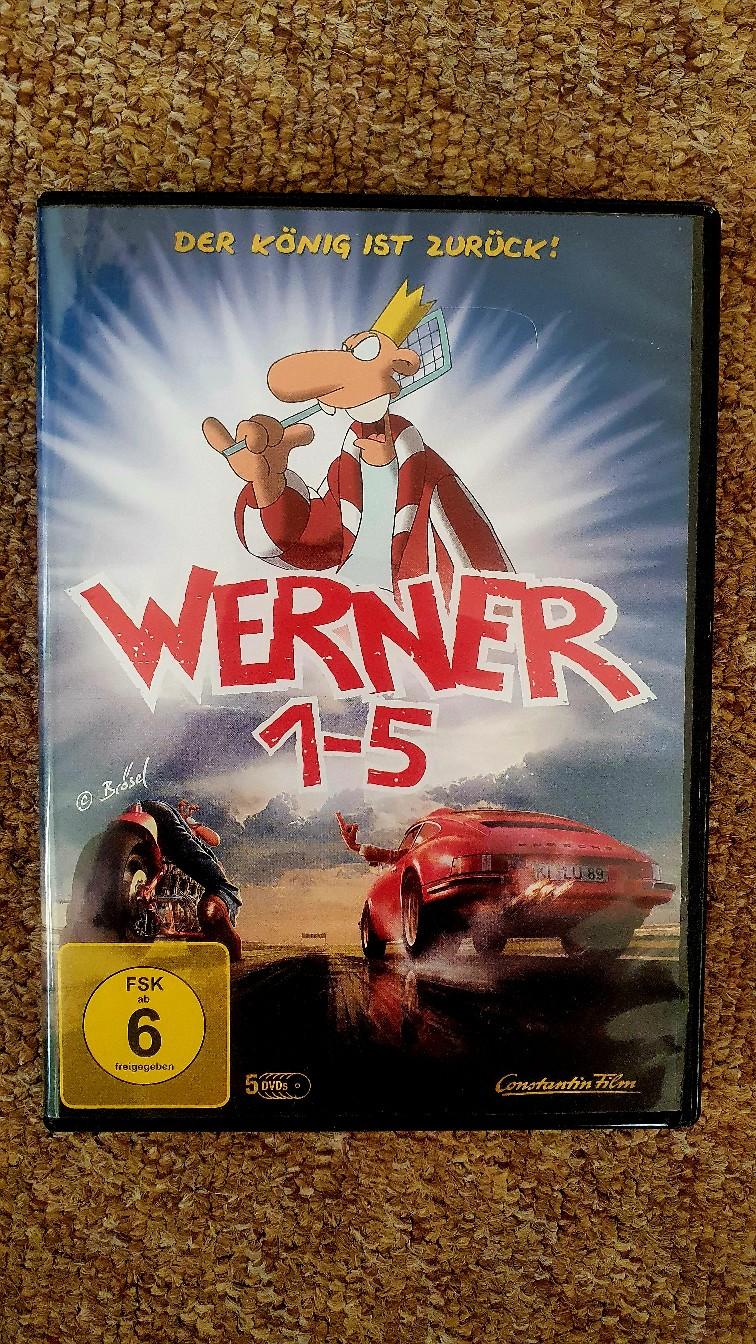 DER KÖNIG IST ZURÜCK!
WERNER
1-5
© Brösel
FSK
ab
6
freigegeben
5 DVDs
Constantin Film